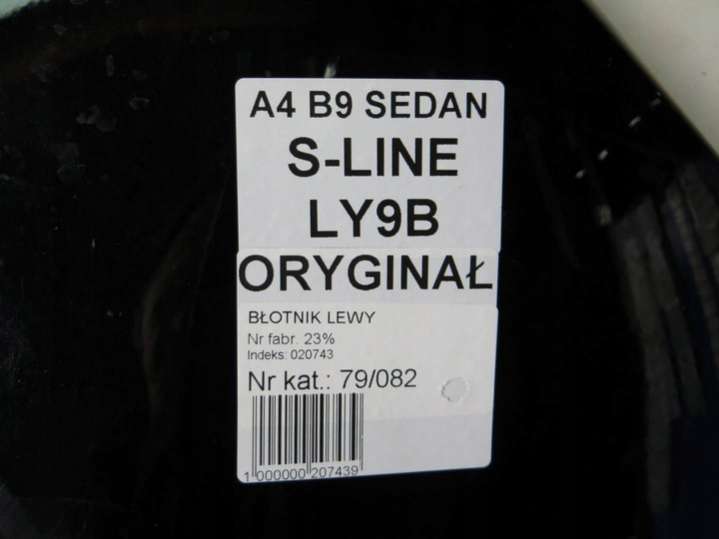 A4 B9 SEDAN
S-LINE
LY9B
ORYGINAŁ
BŁOTNIK LEWY
Nr fabr. 23%
Indeks: 020743
Nr kat.: 79/082
1 000000 207439